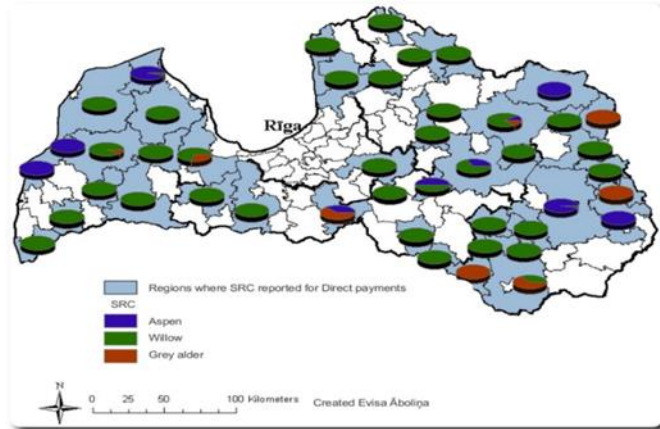 Rīga
Regions where SRC reported for Direct payments
SRC
Aspen
Willow
Grey alder
N
0 25 50 100 Kilometers
Created Evisa Āboliņa